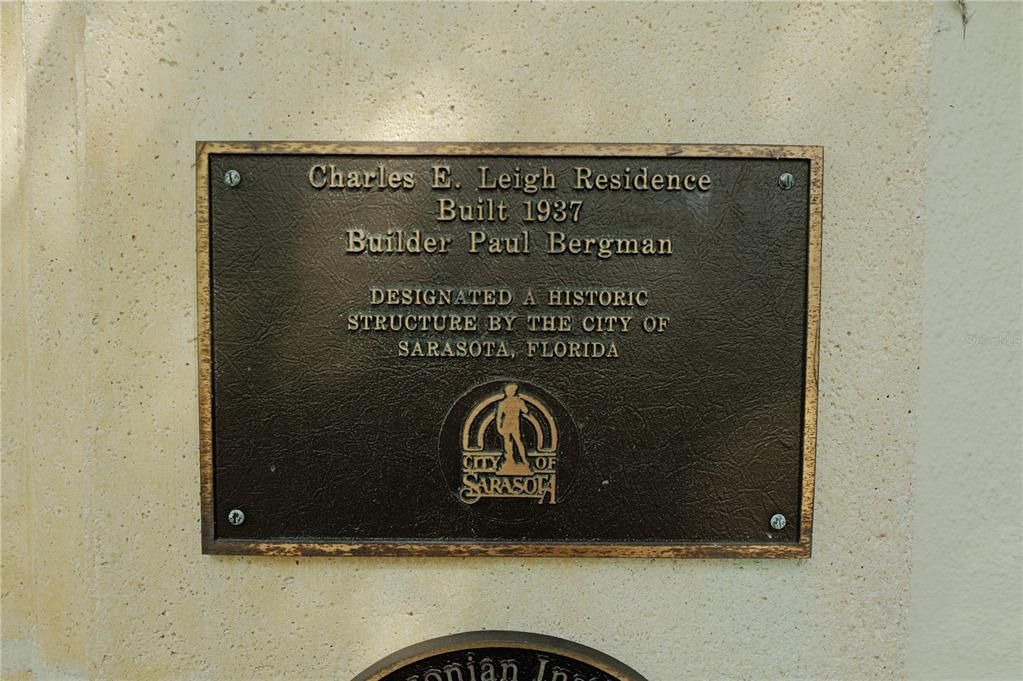 Charles E. Leigh Residence
Built 1937
Builder Paul Bergman
DESIGNATED A HISTORIC
STRUCTURE BY THE CITY OF
SARASOTA, FLORIDA
CITY OF
SARASOTA